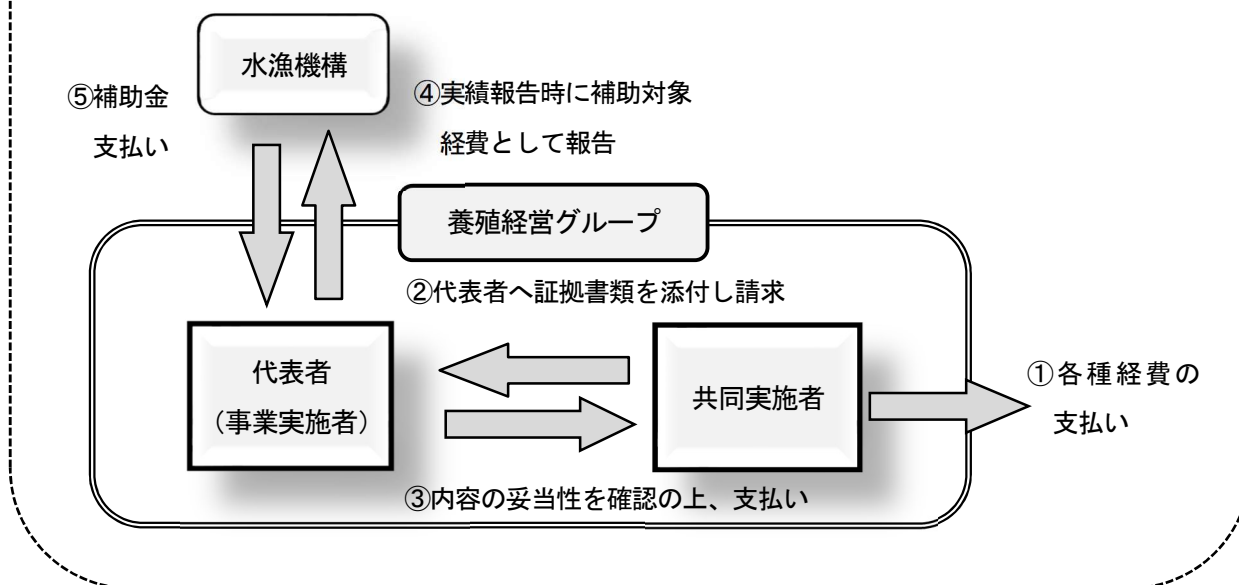 水漁機構
⑤補助金
支払い
④実績報告時に補助対象
経費として報告
養殖経営グループ
②代表者へ証拠書類を添付し請求
代表者
（事業実施者）
共同実施者
①各種経費の
支払い
③内容の妥当性を確認の上、支払い